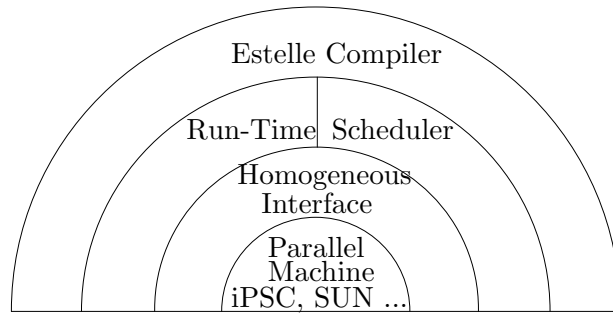 Estelle Compiler
Run-Time Scheduler
Homogeneous
Interface
Parallel
Machine
iPSC, SUN ...